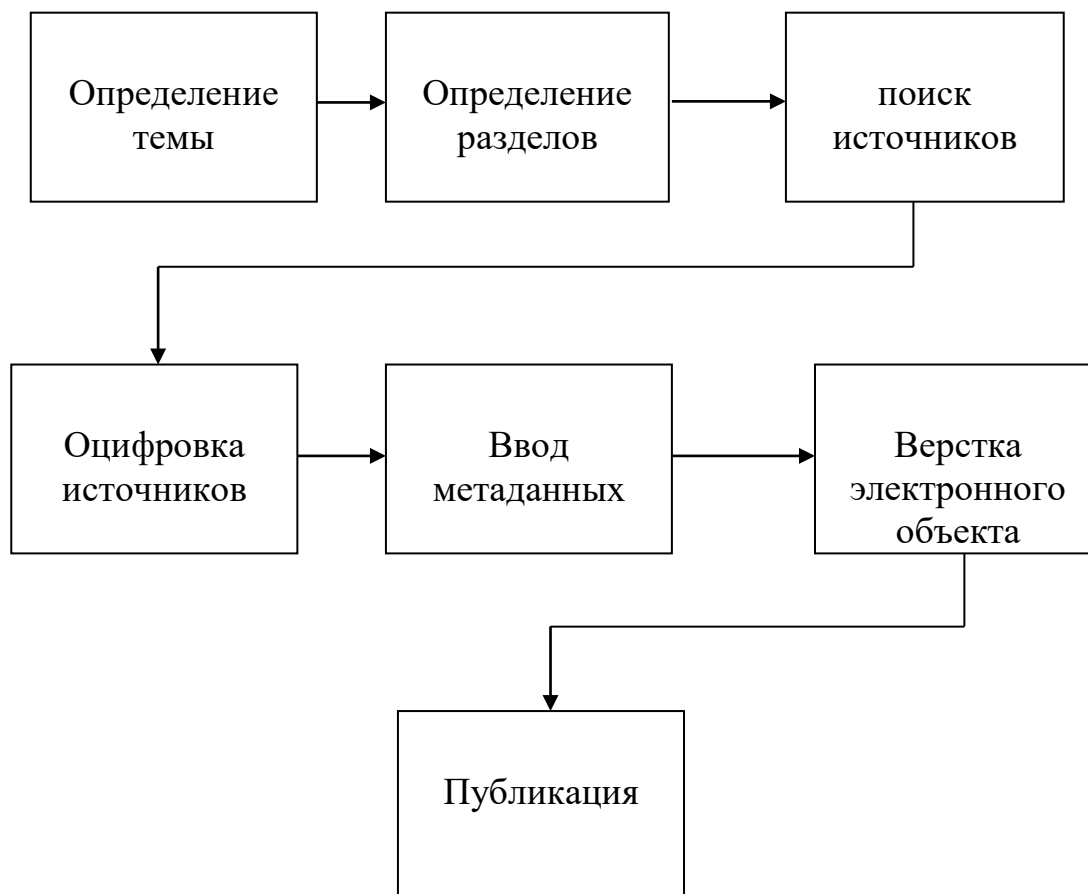 Определение
темы
Определение
разделов
поиск
источников
Оцифровка
источников
Ввод
метаданных
Верстка
электронного
объекта
Публикация